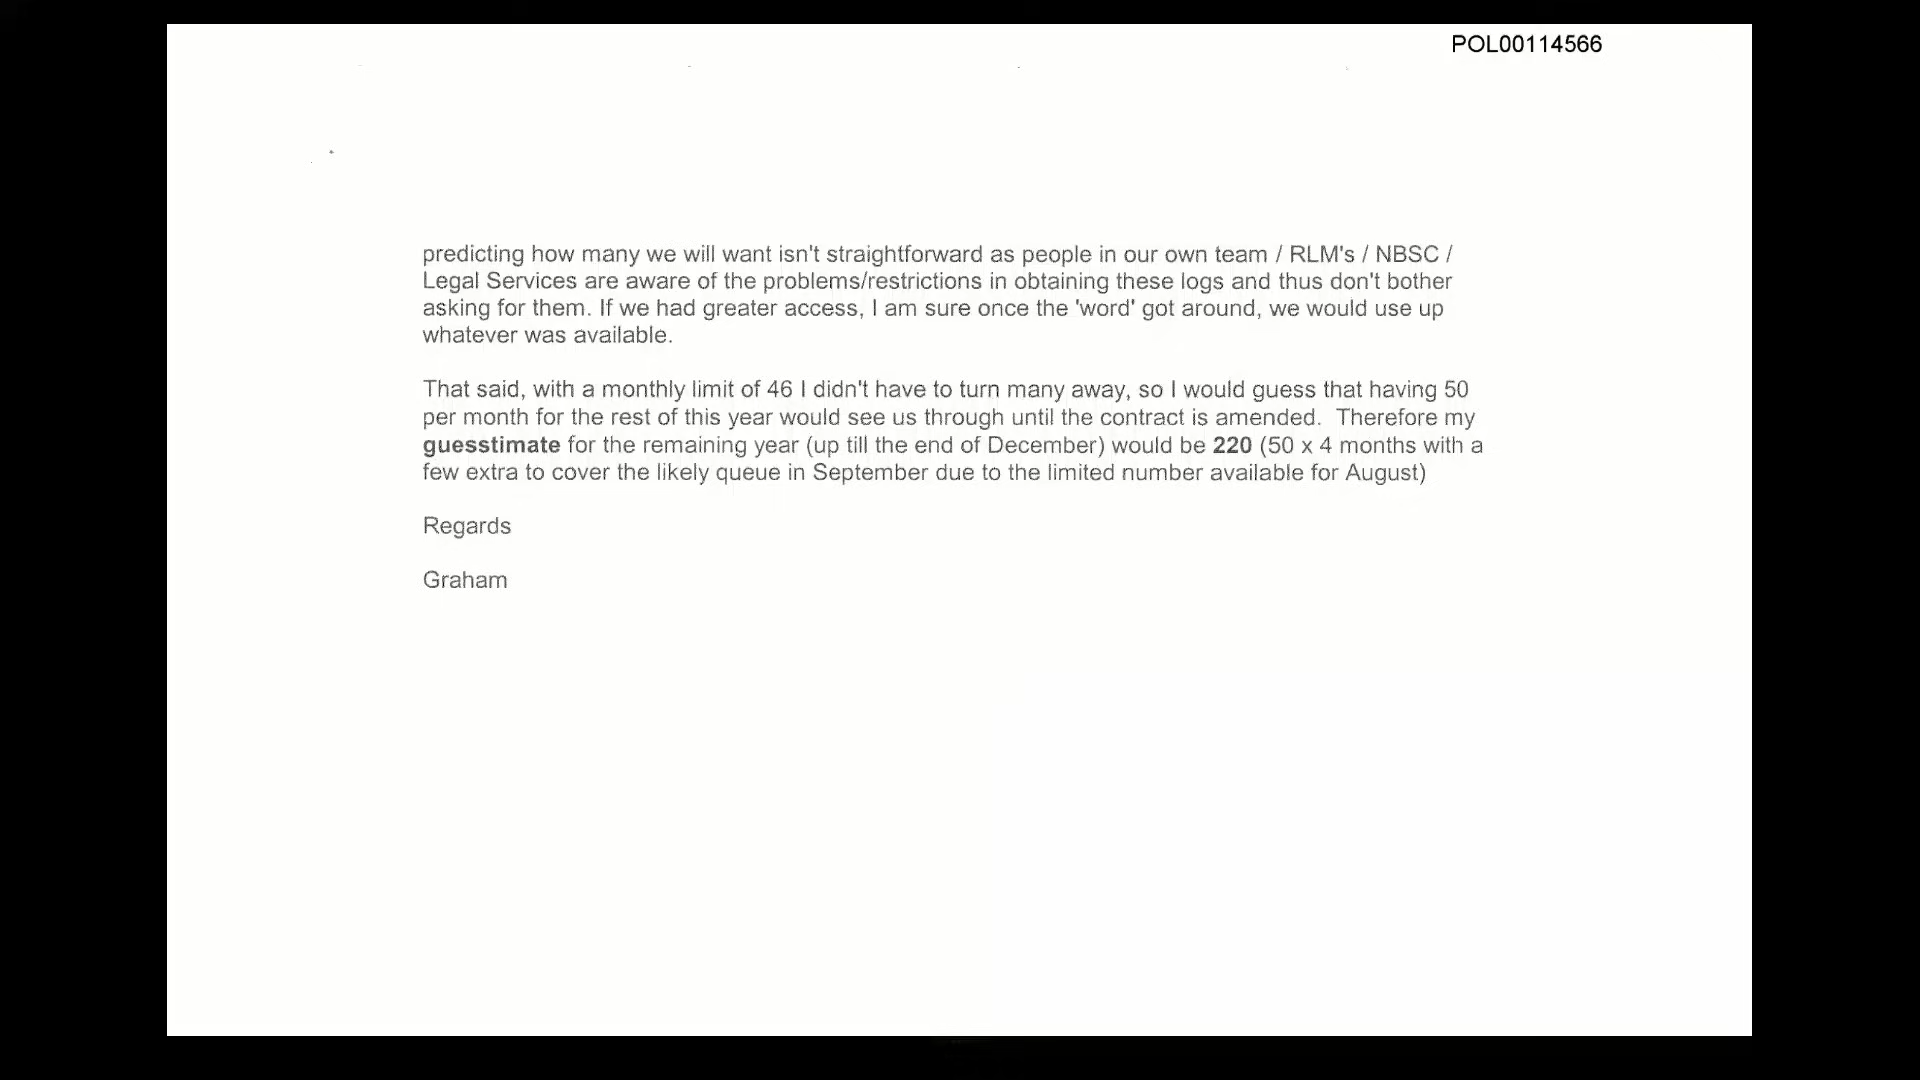 POL00114566
predicting how many we will want isn't straightforward as people in our own team / RLM's / NBSC /
Legal Services are aware of the problems/restrictions in obtaining these logs and thus don't bother
asking for them. If we had greater access, I am sure once the 'word' got around, we would use up
whatever was available.
That said, with a monthly limit of 46 I didn't have to turn many away, so I would guess that having 50
per month for the rest of this year would see us through until the contract is amended. Therefore my
guesstimate for the remaining year (up till the end of December) would be 220 (50 x 4 months with a
few extra to cover the likely queue in September due to the limited number available for August)
Regards
Graham